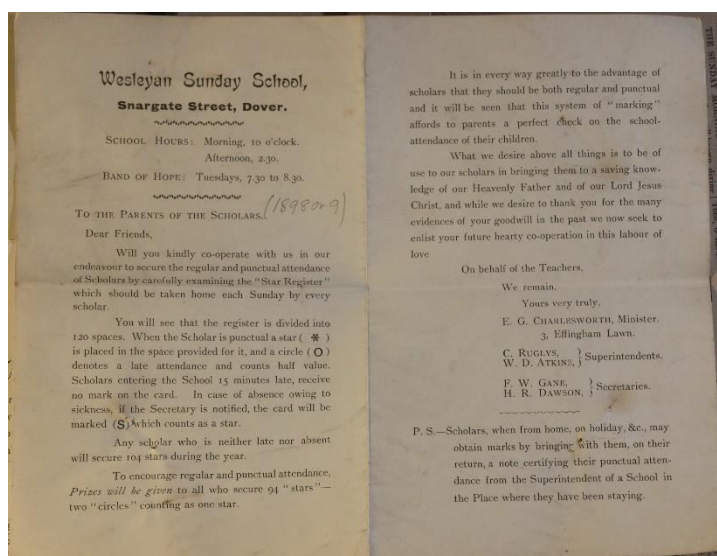 Wesleyan Sunday School,
Snargate Street, Dover.
SCHOOL HOURS: Morning, 10 o'clock.
Afternoon, 2.30.
BAND OF HOPE: Tuesdays, 7.30 to 8.30.
(1898 or 9)
TO THE PARENTS OF THE SCHOLARS.
Dear Friends,
Will you kindly co-operate with us in our
endeavour to secure the regular and punctual attendance
of Scholars by carefully examining the "Star Register"
which should be taken home each Sunday by every
scholar.
You will see that the register is divided into
120 spaces. When the Scholar is punctual a star ( * )
is placed in the space provided for it, and a circle (O)
denotes a late attendance and counts half value.
Scholars entering the School 15 minutes late, receive
no mark on the card. In case of absence owing to
sickness, if the Secretary is notified, the card will be
marked (S) which counts as a star.
Any scholar who is neither late nor absent
will secure 104 stars during the year.
To encourage regular and punctual attendance,
Prizes will be given to all who secure 94 "stars"—
two "circles" counting as one star.
It is in every way greatly to the advantage of
scholars that they should be both regular and punctual
and it will be seen that this system of "marking"
affords to parents a perfect check on the school-
attendance of their children.
What we desire above all things is to be of
use to our scholars in bringing them to a saving know-
ledge of our Heavenly Father and of our Lord Jesus
Christ, and while we desire to thank you for the many
evidences of your goodwill in the past we now seek to
enlist your future hearty co-operation in this labour of
love
On behalf of the Teachers,
We remain,
Yours very truly,
E. G. CHARLESWORTH, Minister.
3, Effingham Lawn.
C. RUGLYS, } Superintendents.
W. D. ATKINS, }
F. W. GANE, } Secretaries.
H. R. DAWSON, }
P. S.—Scholars, when from home, on holiday, &c., may
obtain marks by bringing with them, on their
return, a note certifying their punctual atten-
dance from the Superintendent of a School in
the Place where they have been staying.
THE SUNDAY